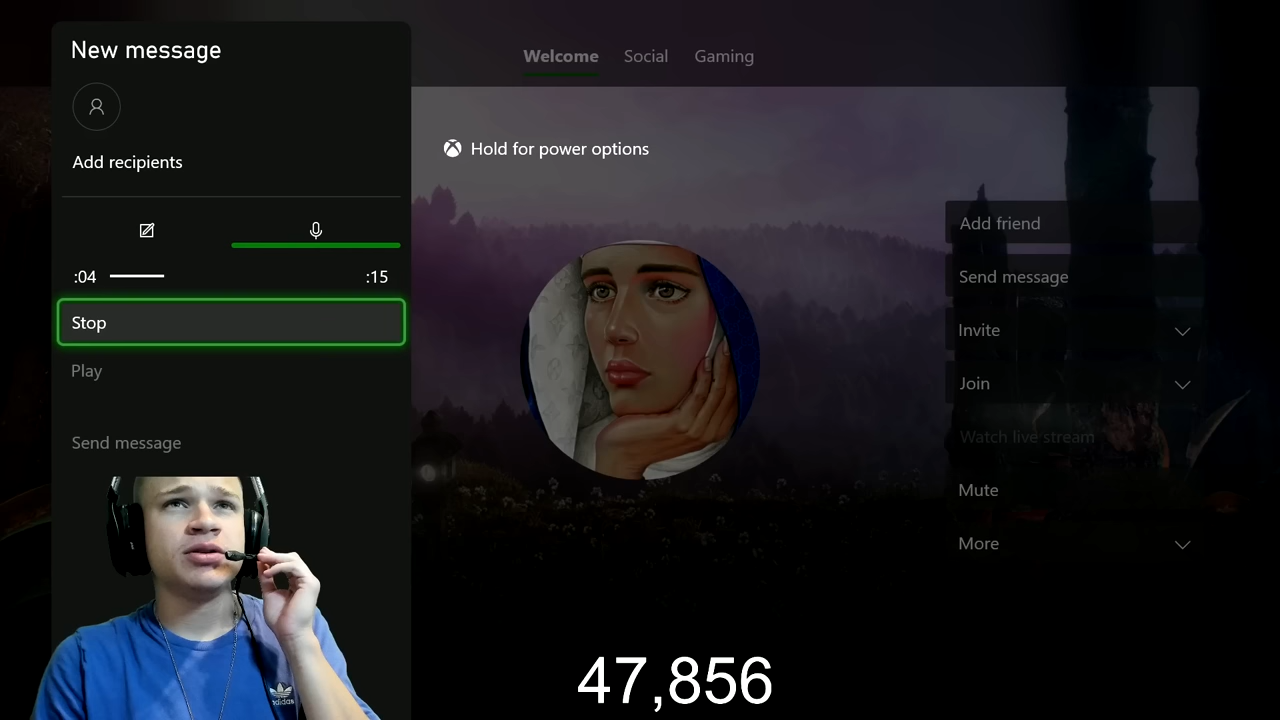 New message
Add recipients
:04 :15
Stop
Play
Send message
Welcome Social Gaming
Hold for power options
Add friend
Send message
Invite
Join
Watch live stream
Mute
More
adidas
47,856